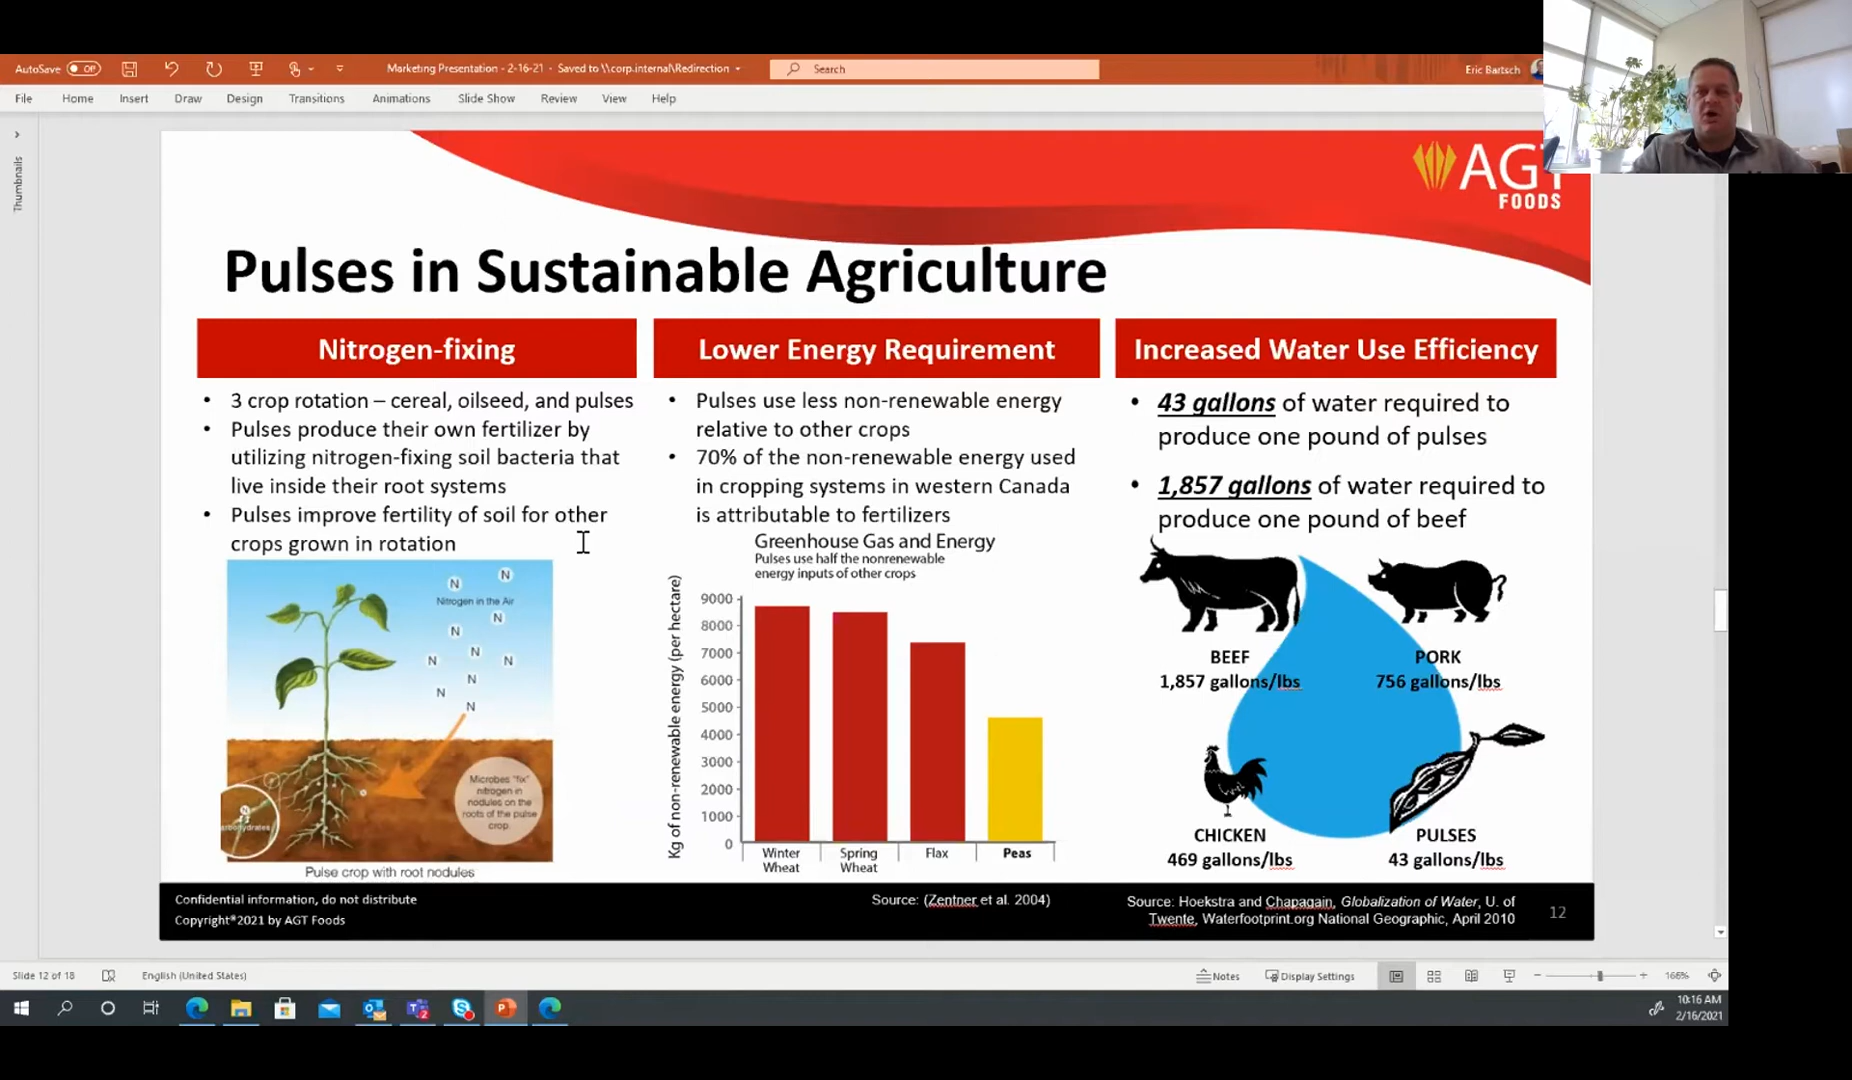 AutoSave Off
Marketing Presentation - 2-16-21 - Saved to \\corp.internal\Redirection
Search
Eric Bartsch
File Home Insert Draw Design Transitions Animations Slide Show Review View Help
Thumbnails
AGT
FOODS
Pulses in Sustainable Agriculture
Nitrogen-fixing
• 3 crop rotation – cereal, oilseed, and pulses
• Pulses produce their own fertilizer by
utilizing nitrogen-fixing soil bacteria that
live inside their root systems
• Pulses improve fertility of soil for other
crops grown in rotation
N
N
Nitrogen in the Air
N
N
N
N
N
N
N
N
Microbes "fix"
nitrogen in
nodules on the
roots of the pulse
crop.
N
arbohydrates
Pulse crop with root nodules
Lower Energy Requirement
• Pulses use less non-renewable energy
relative to other crops
• 70% of the non-renewable energy used
in cropping systems in western Canada
is attributable to fertilizers
Greenhouse Gas and Energy
Pulses use half the nonrenewable
energy inputs of other crops
Kg of non-renewable energy (per hectare)
9000
8000
7000
6000
5000
4000
3000
2000
1000
0
Winter
Wheat
Spring
Wheat
Flax
Peas
Increased Water Use Efficiency
• 43 gallons of water required to
produce one pound of pulses
• 1,857 gallons of water required to
produce one pound of beef
BEEF
1,857 gallons/lbs
PORK
756 gallons/lbs
CHICKEN
469 gallons/lbs
PULSES
43 gallons/lbs
Confidential information, do not distribute
Copyright®2021 by AGT Foods
Source: (Zentner et al. 2004)
Source: Hoekstra and Chapagain, Globalization of Water, U. of
Twente, Waterfootprint.org National Geographic, April 2010
12
Slide 12 of 18
English (United States)
Notes
Display Settings
166%
10:16 AM
2/16/2021